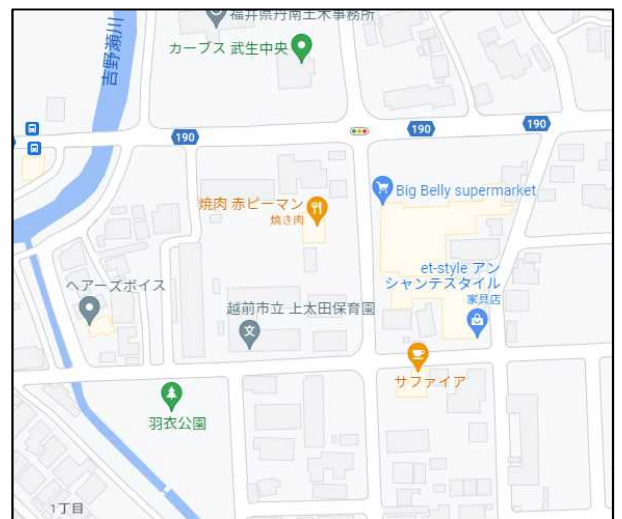 福井県丹南土木事務所
カーブス 武生中央
吉野瀬川
190
190
190
Big Belly supermarket
焼肉 赤ピーマン
焼き肉
et-style アン
シャンテスタイル
家具店
ヘアーズボイス
越前市立 上太田保育園
文
サファイア
羽衣公園
1丁目